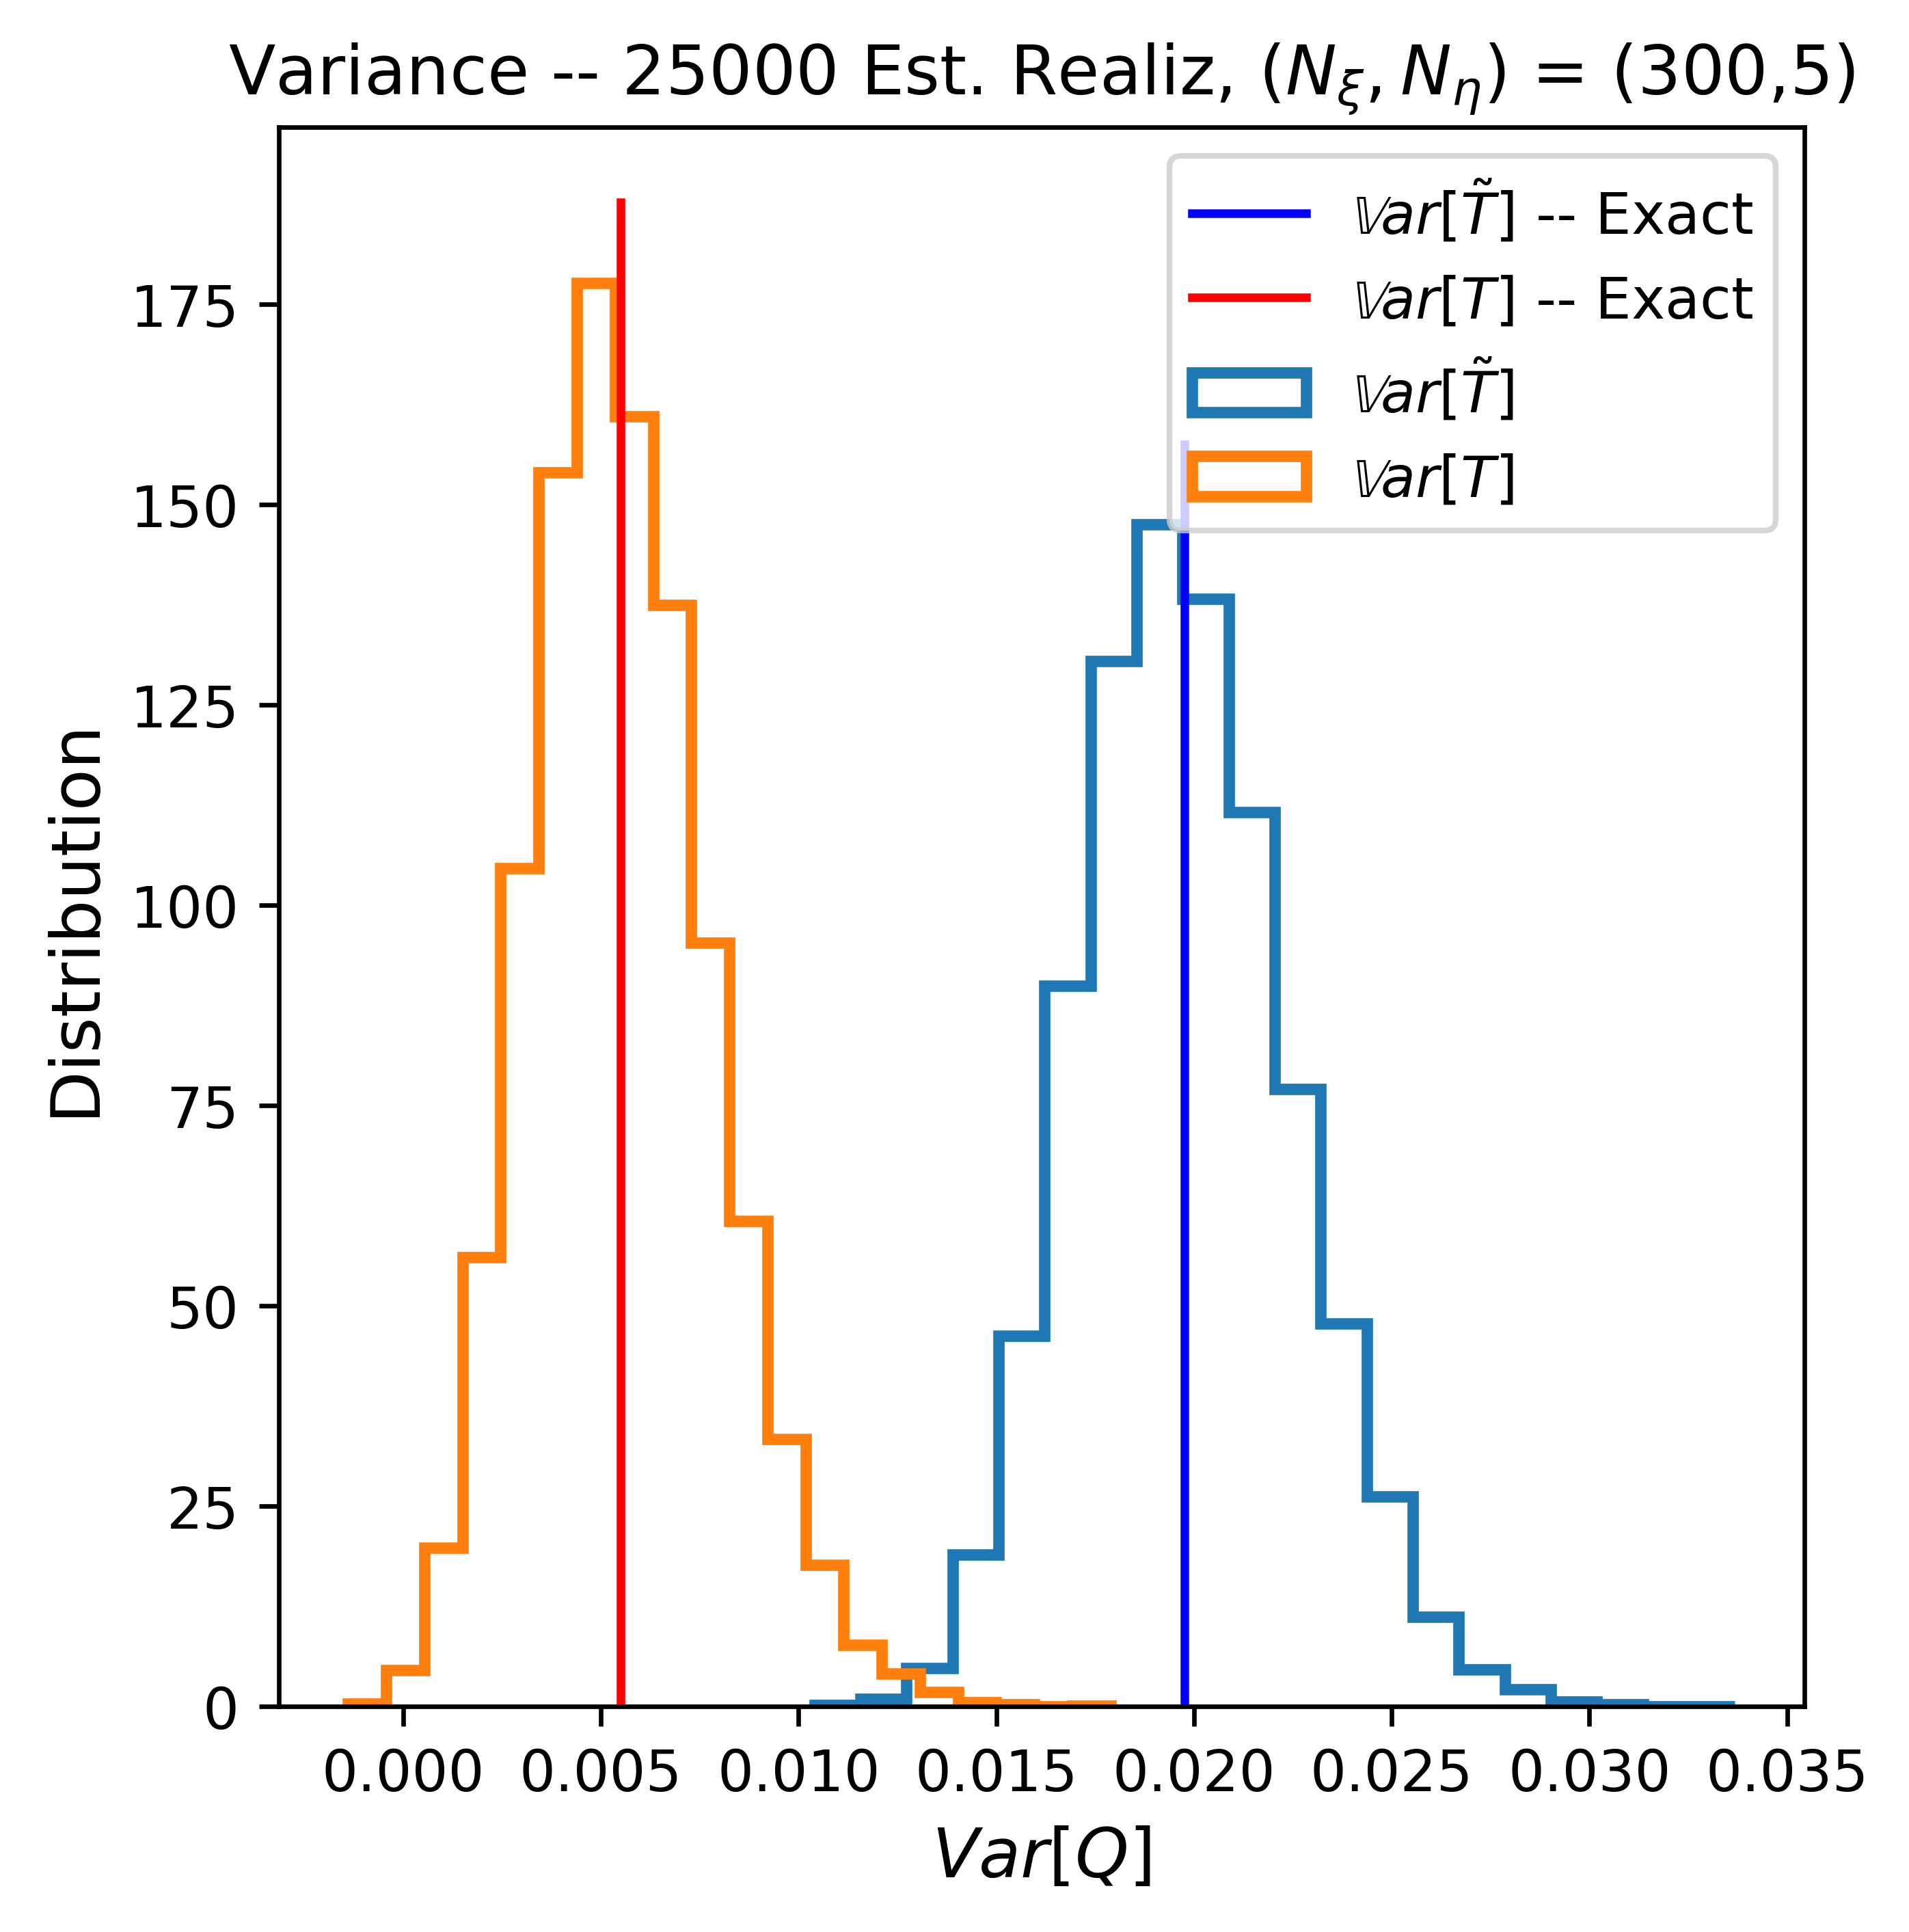 Variance -- 25000 Est. Realiz, (N_ξ, N_η) = (300,5)
𝕍ar[T̃] -- Exact
𝕍ar[T] -- Exact
𝕍ar[T̃]
𝕍ar[T]
Distribution
175
150
125
100
75
50
25
0
0.000 0.005 0.010 0.015 0.020 0.025 0.030 0.035
Var[Q]